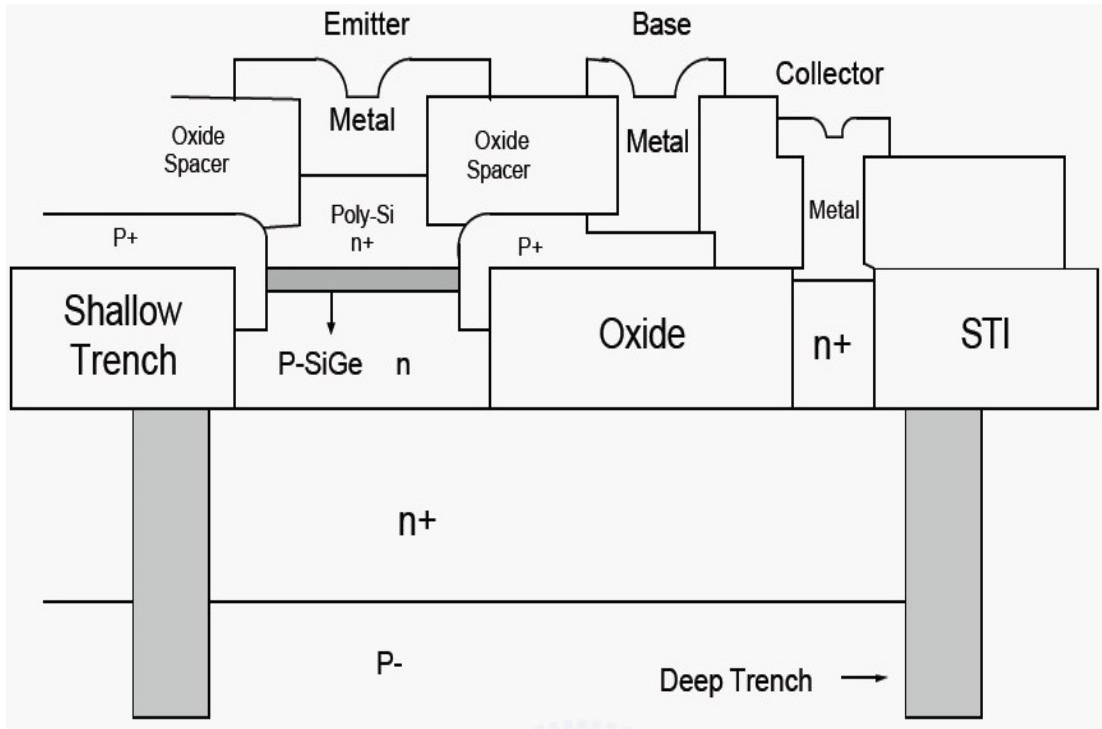 Emitter
Base
Collector
Metal
Oxide
Spacer
Oxide
Spacer
Metal
Metal
Poly-Si
n+
P+
P+
Shallow
Trench
Oxide
n+
STI
P-SiGe n
n+
P-
Deep Trench